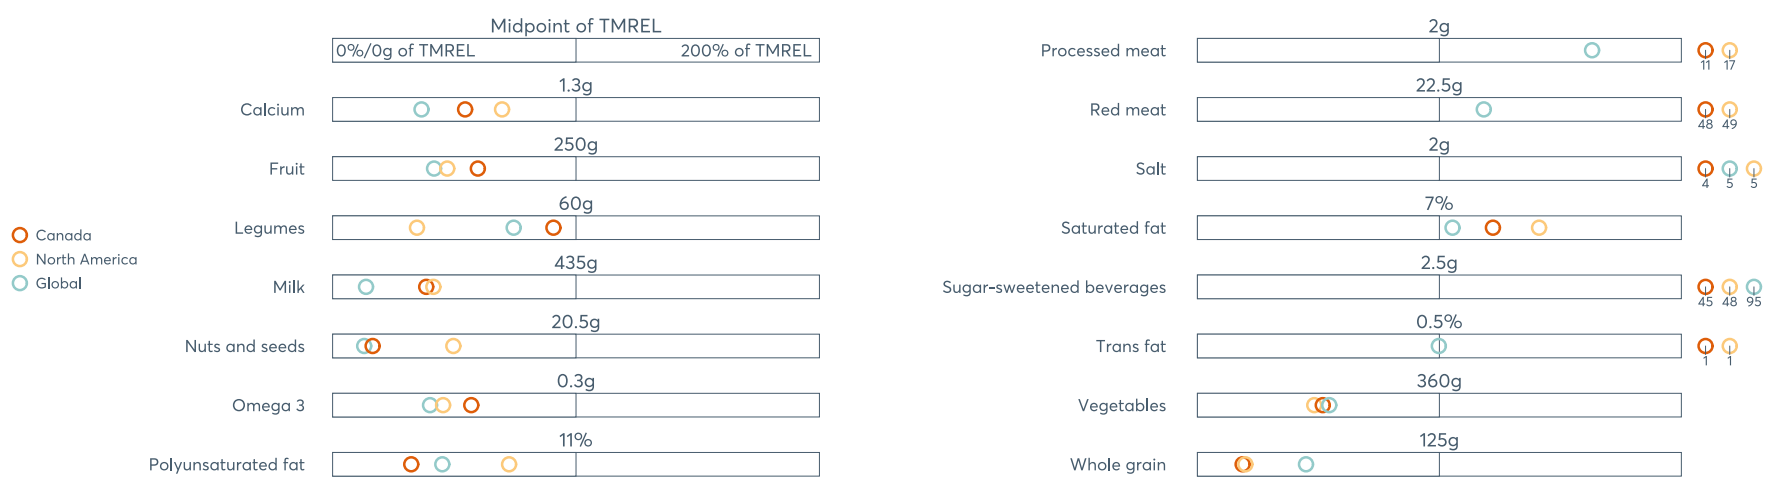 Midpoint of TMREL
0%/0g of TMREL 200% of TMREL
1.3g
Calcium
250g
Fruit
60g
Legumes
435g
Milk
20.5g
Nuts and seeds
0.3g
Omega 3
11%
Polyunsaturated fat
Canada
North America
Global
2g
Processed meat
11 17
22.5g
Red meat
48 49
2g
Salt
4 5 5
7%
Saturated fat
2.5g
Sugar-sweetened beverages
45 48 95
0.5%
Trans fat
1 1
360g
Vegetables
125g
Whole grain